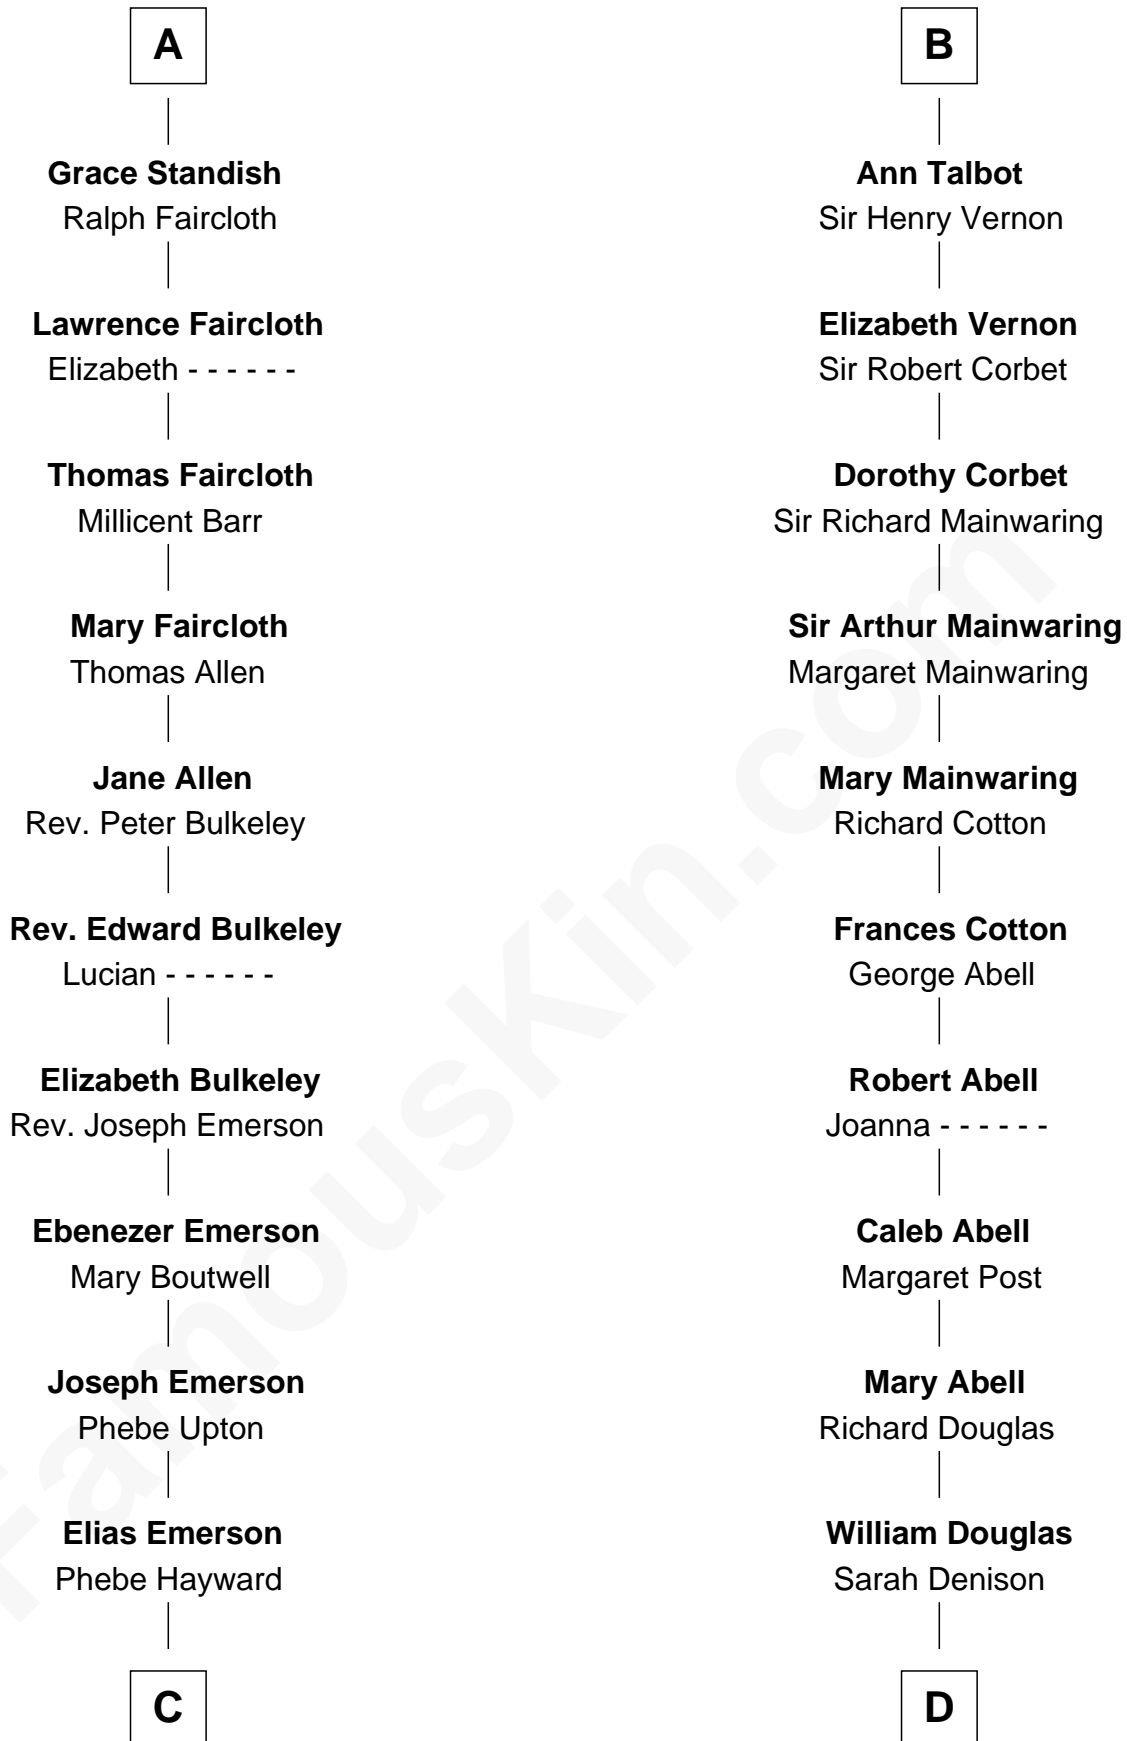 A
Grace Standish
Ralph Faircloth
Lawrence Faircloth
Elizabeth - - - - - -
Thomas Faircloth
Millicent Barr
Mary Faircloth
Thomas Allen
Jane Allen
Rev. Peter Bulkeley
Rev. Edward Bulkeley
Lucian - - - - - -
Elizabeth Bulkeley
Rev. Joseph Emerson
Ebenezer Emerson
Mary Boutwell
Joseph Emerson
Phebe Upton
Elias Emerson
Phebe Hayward
C
B
Ann Talbot
Sir Henry Vernon
Elizabeth Vernon
Sir Robert Corbet
Dorothy Corbet
Sir Richard Mainwaring
Sir Arthur Mainwaring
Margaret Mainwaring
Mary Mainwaring
Richard Cotton
Frances Cotton
George Abell
Robert Abell
Joanna - - - - - -
Caleb Abell
Margaret Post
Mary Abell
Richard Douglas
William Douglas
Sarah Denison
D
FamousKin.com